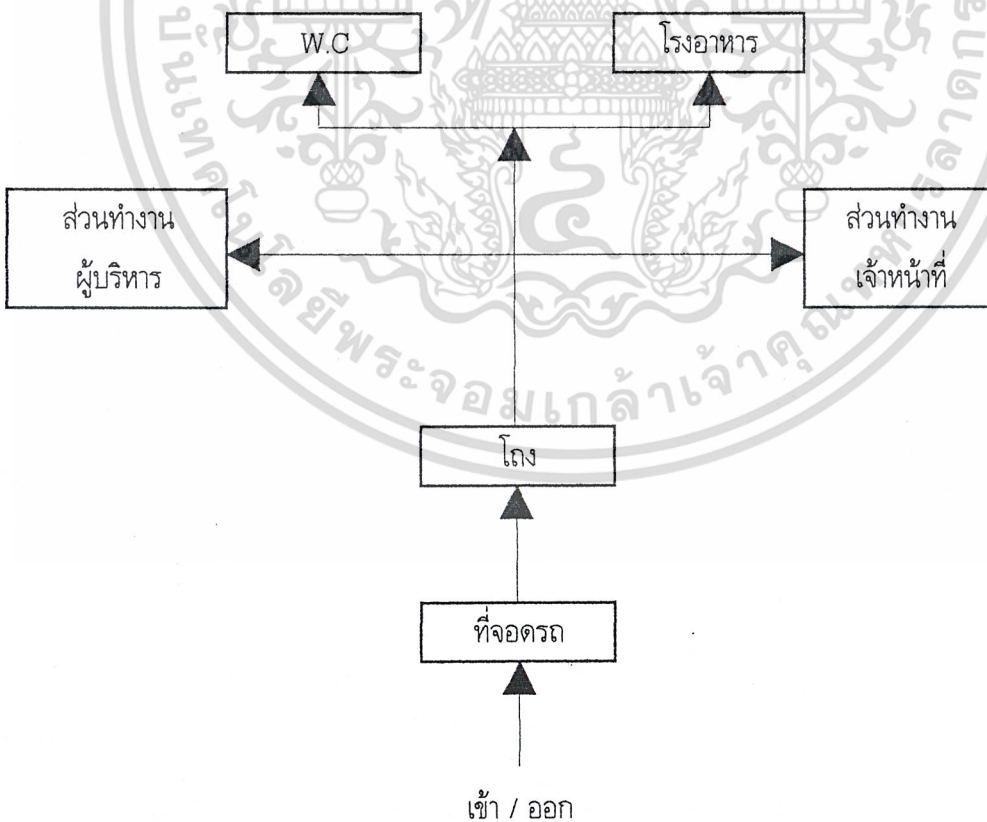 W.C
โรงอาหาร
ส่วนทำงาน
ผู้บริหาร
ส่วนทำงาน
เจ้าหน้าที่
โถง
ที่จอดรถ
เข้า / ออก